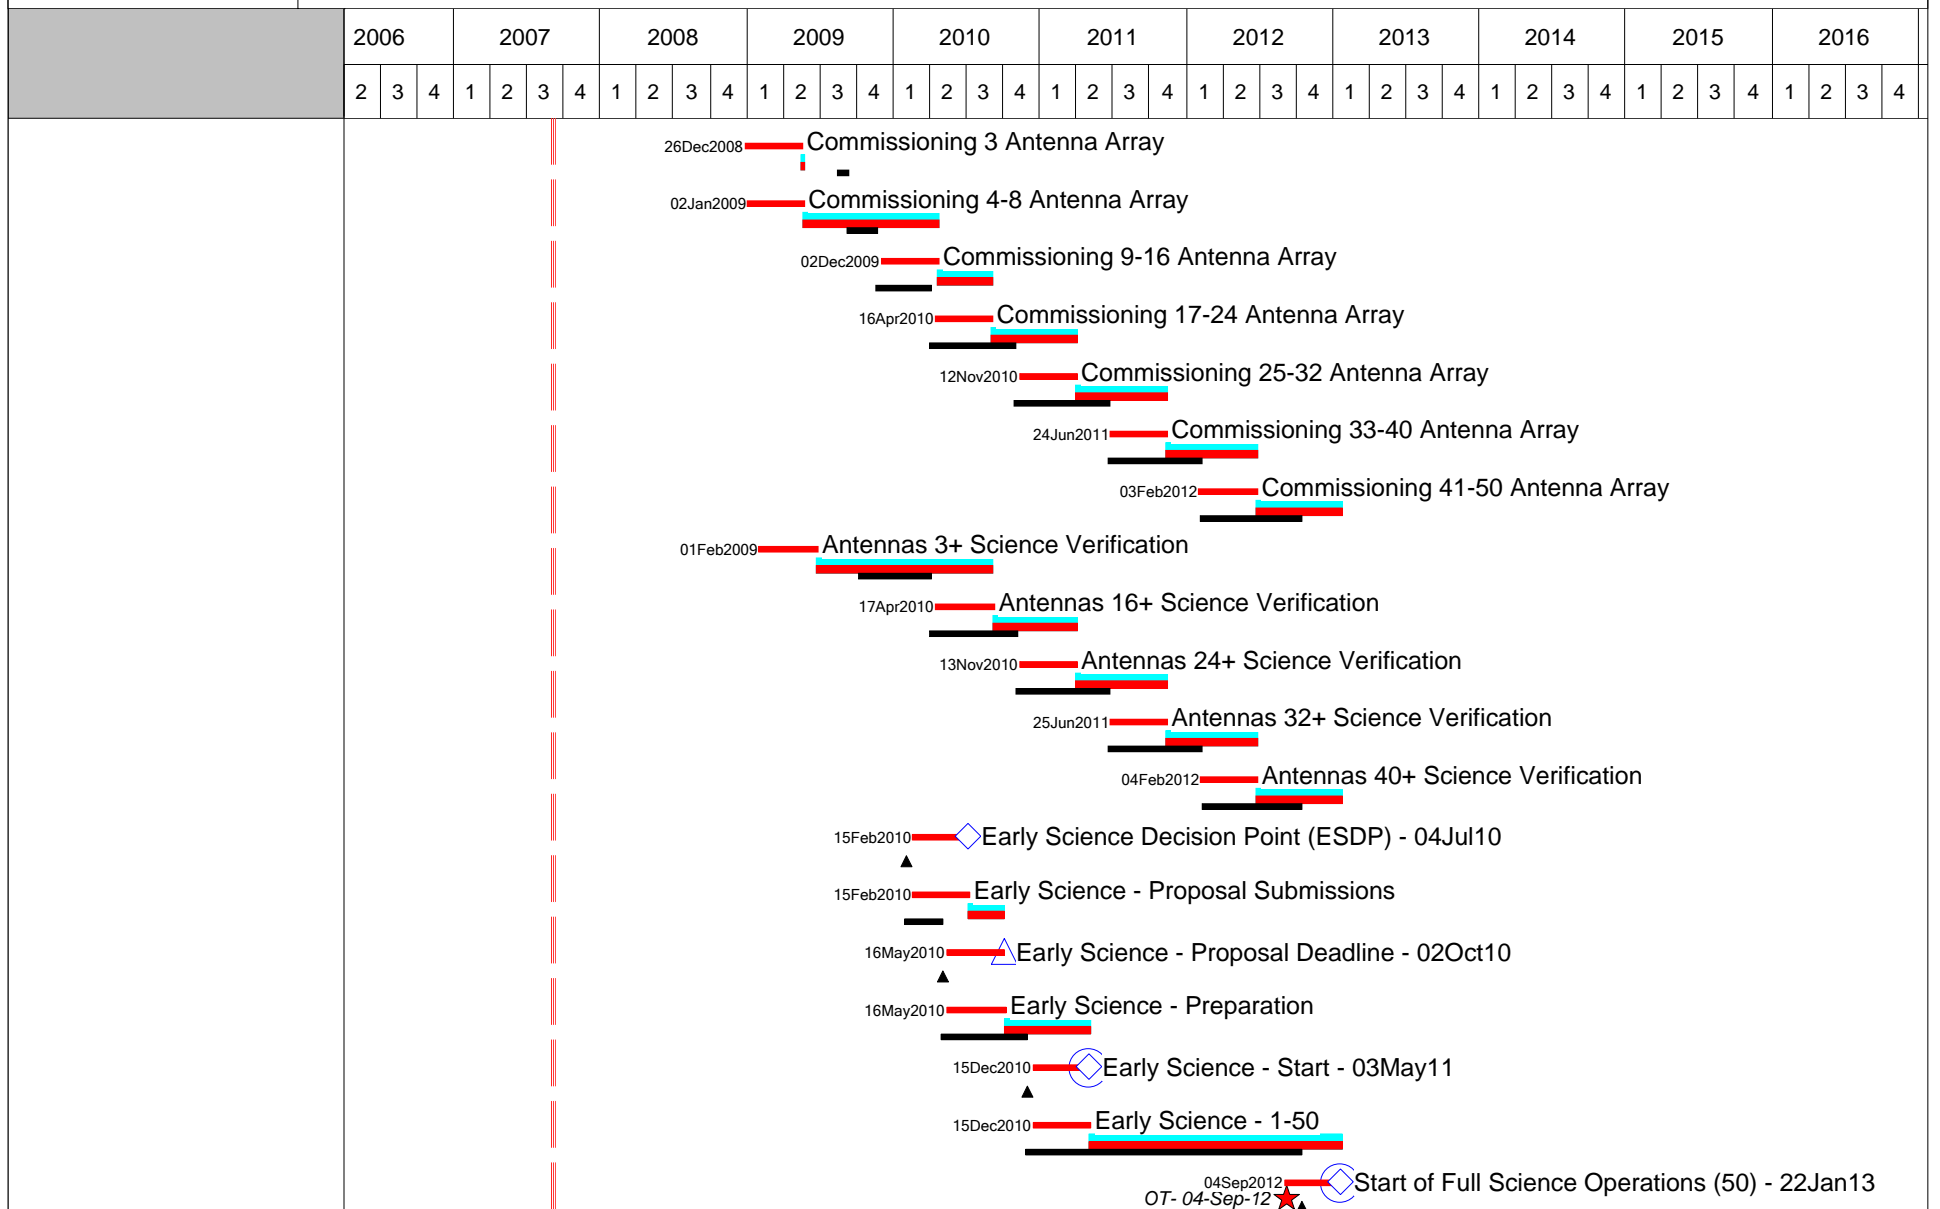 2006 2007 2008 2009 2010 2011 2012 2013 2014 2015 2016
2 3 4 1 2 3 4 1 2 3 4 1 2 3 4 1 2 3 4 1 2 3 4 1 2 3 4 1 2 3 4 1 2 3 4 1 2 3 4 1 2 3 4
26Dec2008 Commissioning 3 Antenna Array
02Jan2009 Commissioning 4-8 Antenna Array
02Dec2009 Commissioning 9-16 Antenna Array
16Apr2010 Commissioning 17-24 Antenna Array
12Nov2010 Commissioning 25-32 Antenna Array
24Jun2011 Commissioning 33-40 Antenna Array
03Feb2012 Commissioning 41-50 Antenna Array
01Feb2009 Antennas 3+ Science Verification
17Apr2010 Antennas 16+ Science Verification
13Nov2010 Antennas 24+ Science Verification
25Jun2011 Antennas 32+ Science Verification
04Feb2012 Antennas 40+ Science Verification
15Feb2010 Early Science Decision Point (ESDP) - 04Jul10
15Feb2010 Early Science - Proposal Submissions
16May2010 Early Science - Proposal Deadline - 02Oct10
16May2010 Early Science - Preparation
15Dec2010 Early Science - Start - 03May11
15Dec2010 Early Science - 1-50
04Sep2012 Start of Full Science Operations (50) - 22Jan13
OT- 04-Sep-12